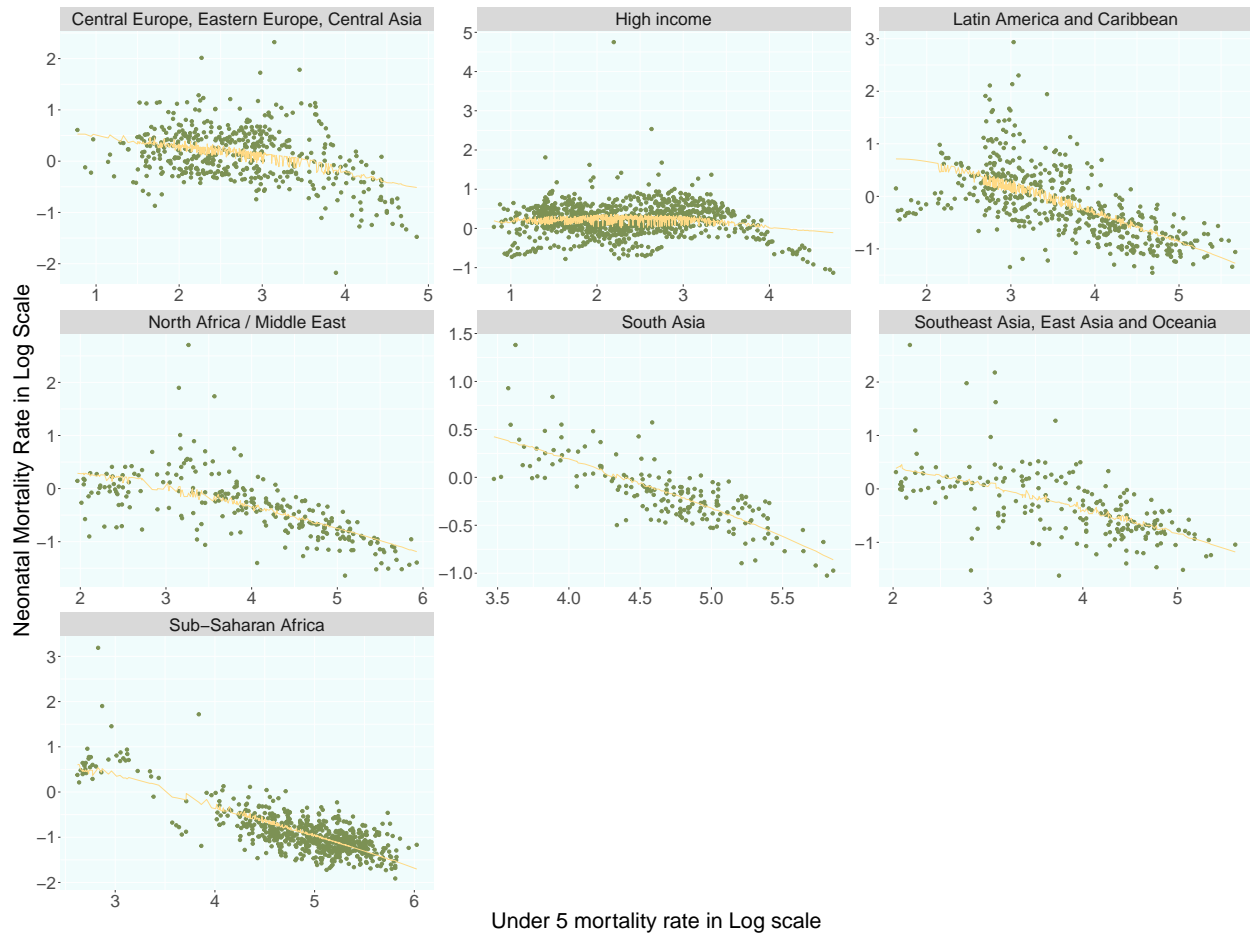 Central Europe, Eastern Europe, Central Asia
High income
Latin America and Caribbean
2
1
0
−1
−2
1 2 3 4 5
5
4
3
2
1
0
−1
1 2 3 4
3
2
1
0
−1
2 3 4 5
North Africa / Middle East
South Asia
Southeast Asia, East Asia and Oceania
2
1
0
−1
2 3 4 5 6
1.5
1.0
0.5
0.0
−0.5
−1.0
3.5 4.0 4.5 5.0 5.5
2
1
0
−1
2 3 4 5
Sub−Saharan Africa
3
2
1
0
−1
−2
3 4 5 6
Neonatal Mortality Rate in Log Scale
Under 5 mortality rate in Log scale